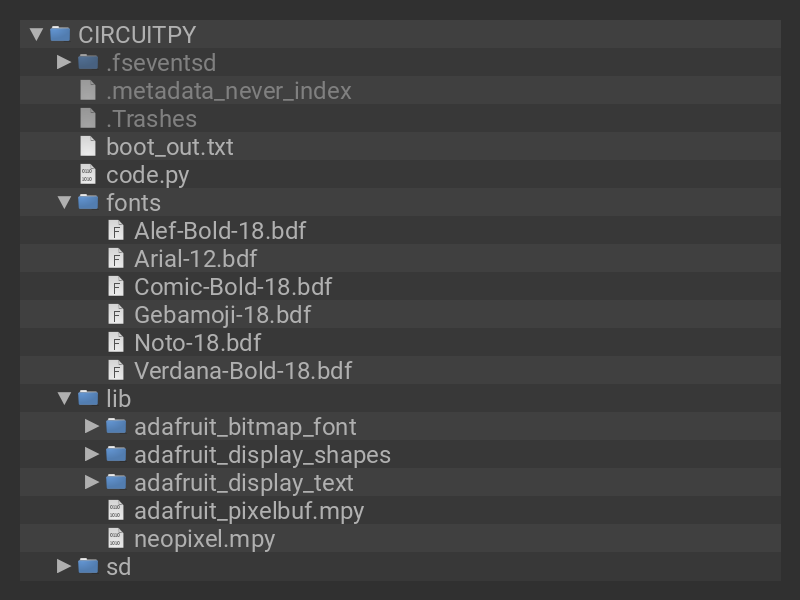 CIRCUITPY
.fseventsd
.metadata_never_index
.Trashes
boot_out.txt
code.py
fonts
Alef-Bold-18.bdf
Arial-12.bdf
Comic-Bold-18.bdf
Gebamoji-18.bdf
Noto-18.bdf
Verdana-Bold-18.bdf
lib
adafruit_bitmap_font
adafruit_display_shapes
adafruit_display_text
adafruit_pixelbuf.mpy
neopixel.mpy
sd